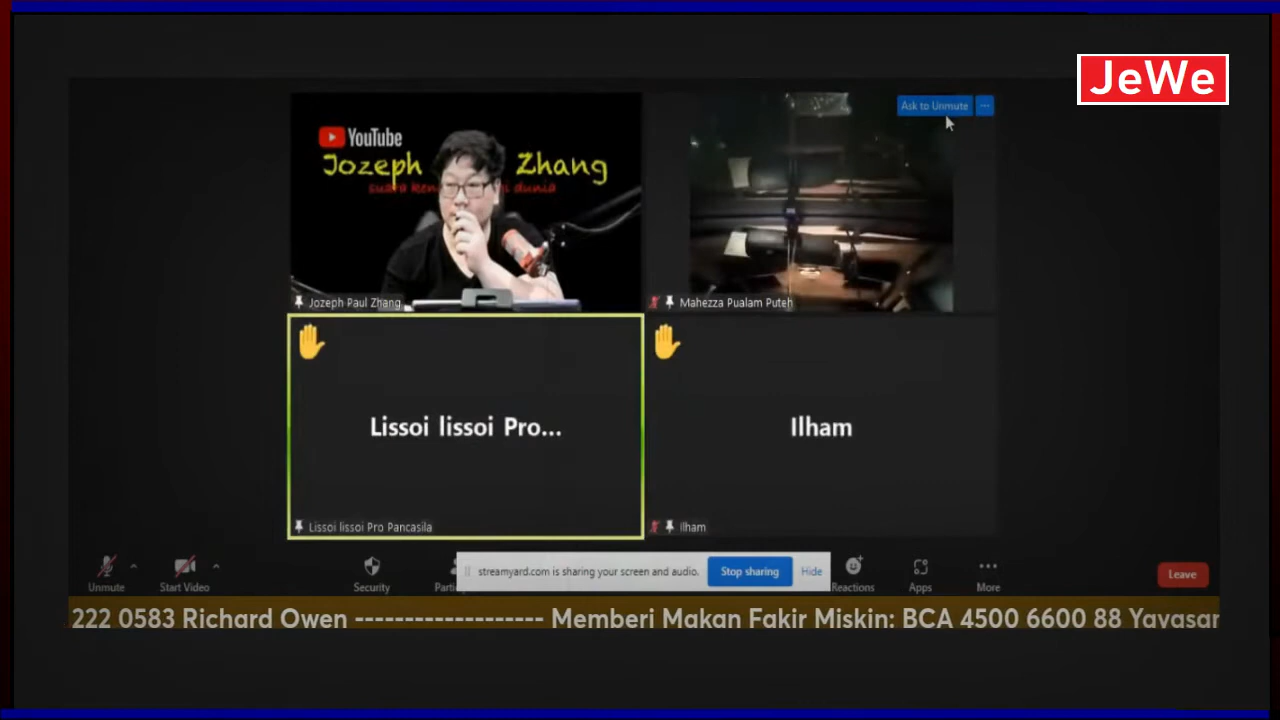 JeWe
Ask to Unmute ...
YouTube
Jozeph Zhang
dunia
Jozeph Paul Zhang
Mahezza Pualam Puteh
Lissoi lissoi Pro...
Ilham
Lissoi lissoi Pro Pancasila
ilham
Unmute
Start Video
Security
streamyard.com is sharing your screen and audio.
Stop sharing
Hide
Reactions
Apps
More
Leave
222 0583 Richard Owen ------------------- Memberi Makan Fakir Miskin: BCA 4500 6600 88 Yayasan